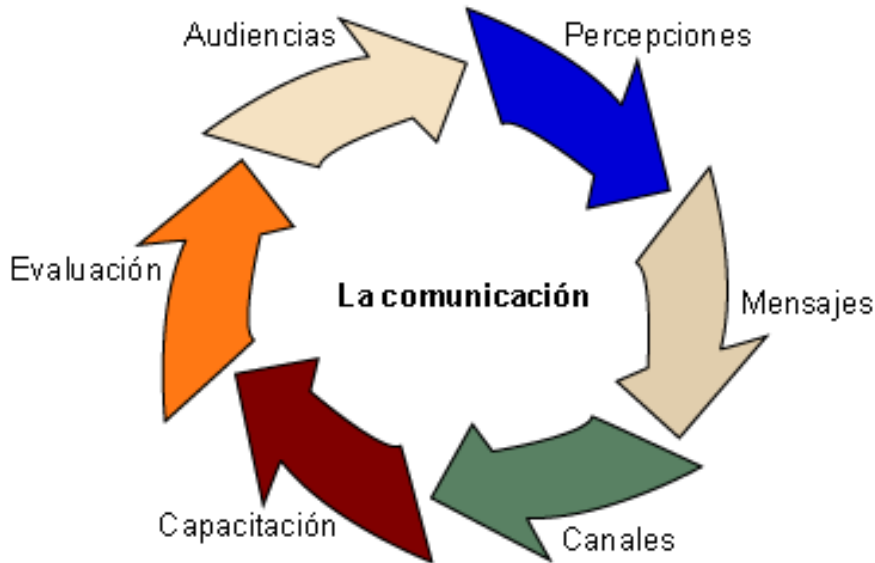 Audiencias
Percepciones
Evaluación
La comunicación
Mensajes
Capacitación
Canales